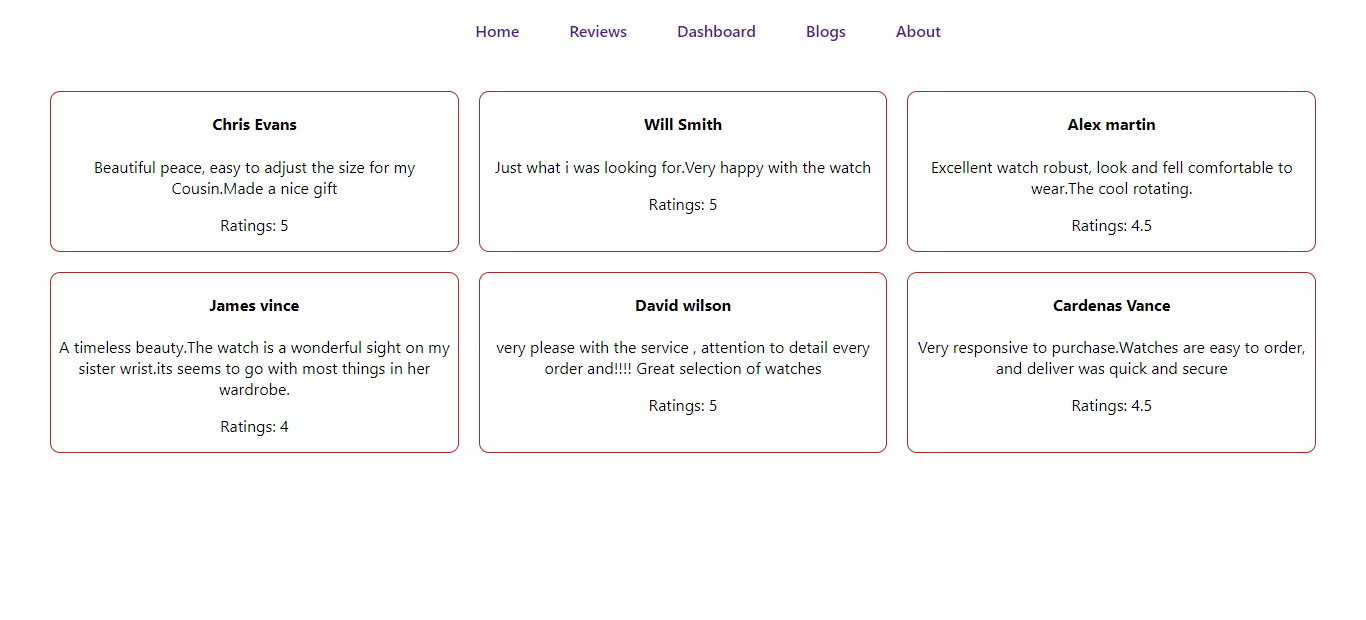 Home Reviews Dashboard Blogs About
Chris Evans
Beautiful peace, easy to adjust the size for my
Cousin.Made a nice gift
Ratings: 5
Will Smith
Just what i was looking for.Very happy with the watch
Ratings: 5
Alex martin
Excellent watch robust, look and fell comfortable to
wear.The cool rotating.
Ratings: 4.5
James vince
A timeless beauty.The watch is a wonderful sight on my
sister wrist.its seems to go with most things in her
wardrobe.
Ratings: 4
David wilson
very please with the service , attention to detail every
order and!!!! Great selection of watches
Ratings: 5
Cardenas Vance
Very responsive to purchase.Watches are easy to order,
and deliver was quick and secure
Ratings: 4.5